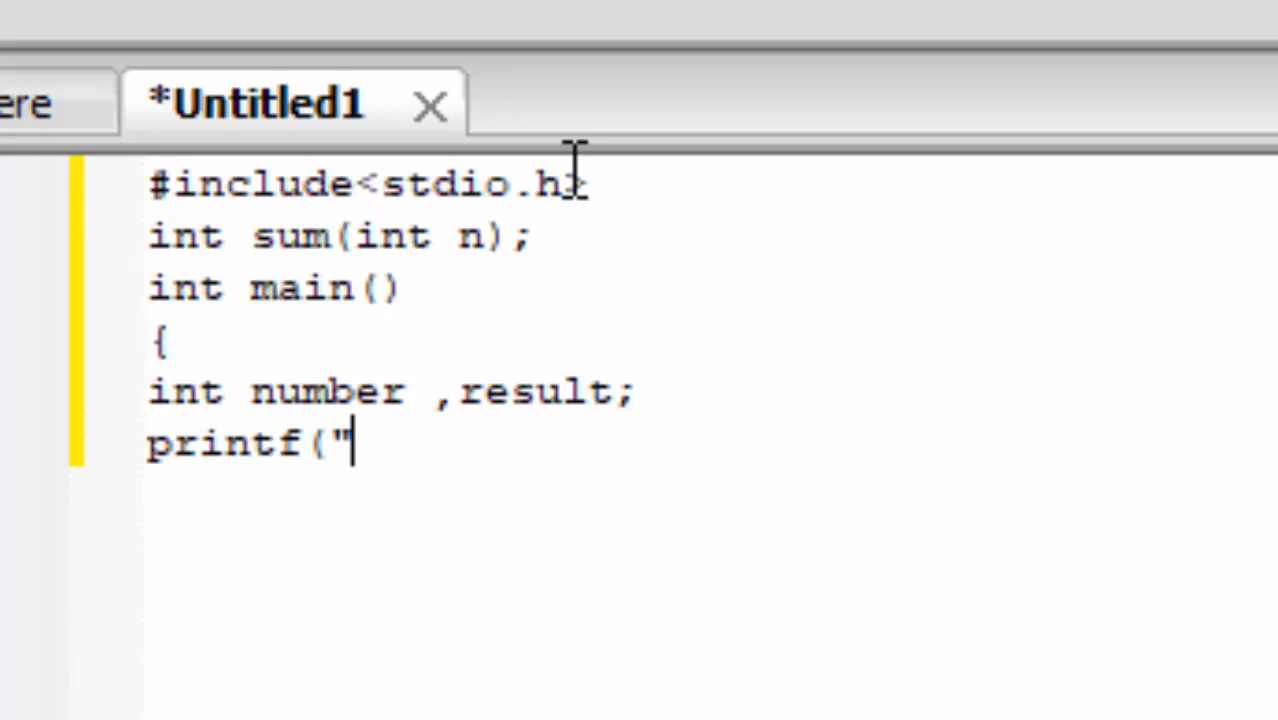 ere
*Untitled1
#include<stdio.h>
int sum(int n);
int main()
{
int number ,result;
printf("